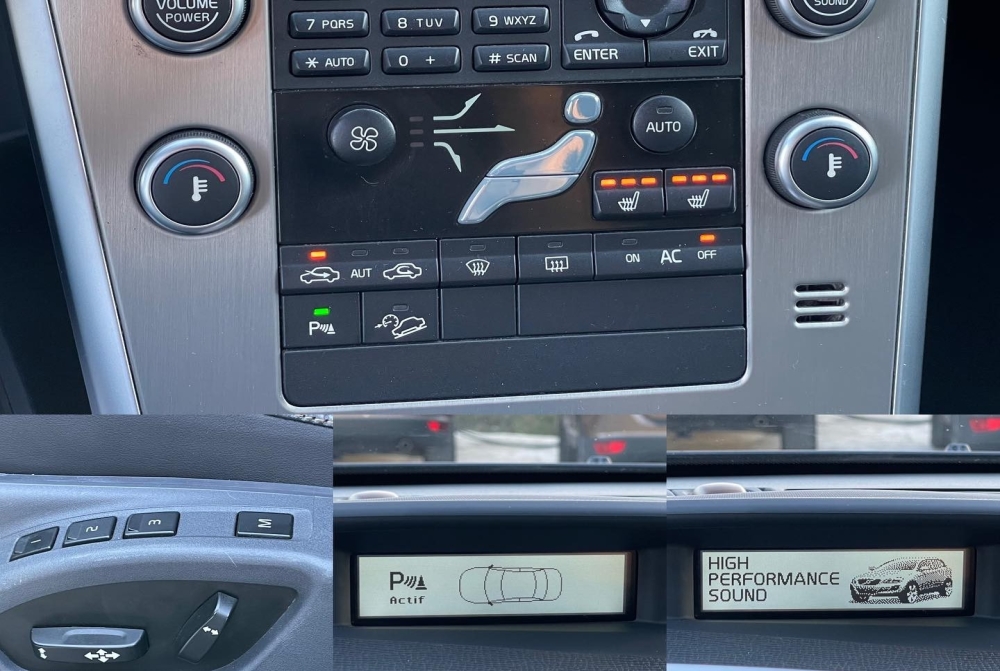 VOLUME
POWER
SOUND
7 PQRS
8 TUV
9 WXYZ
* AUTO
0 +
# SCAN
ENTER
EXIT
AUTO
AUT
ON
AC
OFF
P
1
2
3
M
P
Actif
HIGH
PERFORMANCE
SOUND